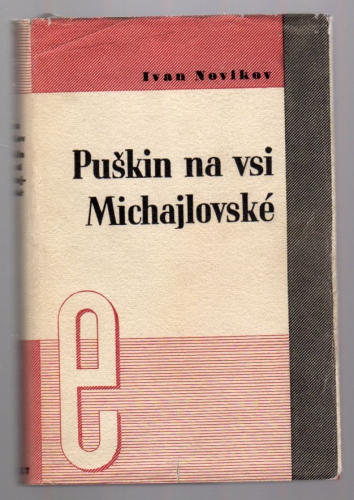 Ivan Novikov
Puškin na vsi
Michajlovské
e